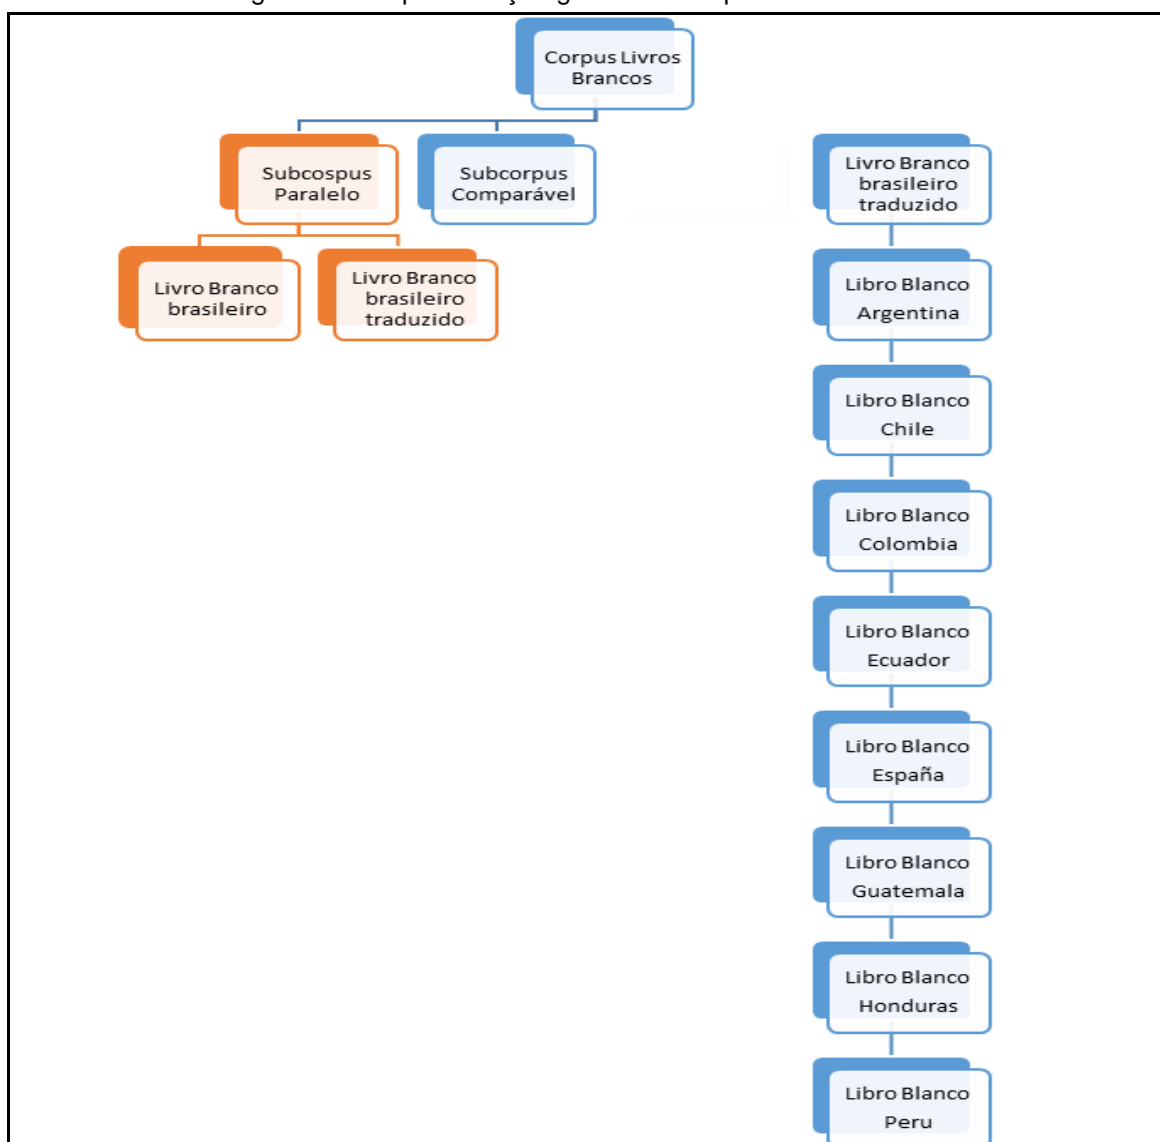 Corpus Livros
Brancos
Subcospus
Paralelo
Subcorpus
Comparável
Livro Branco
brasileiro
Livro Branco
brasileiro
traduzido
Livro Branco
brasileiro
traduzido
Libro Blanco
Argentina
Libro Blanco
Chile
Libro Blanco
Colombia
Libro Blanco
Ecuador
Libro Blanco
España
Libro Blanco
Guatemala
Libro Blanco
Honduras
Libro Blanco
Peru